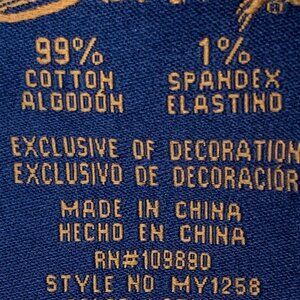 99% 1%
COTTON SPANDEX
ALGODÓN ELASTINO
EXCLUSIVE OF DECORATION
EXCLUSIVO DE DECORACIÓN
MADE IN CHINA
HECHO EN CHINA
RN#109890
STYLE NO MY1258